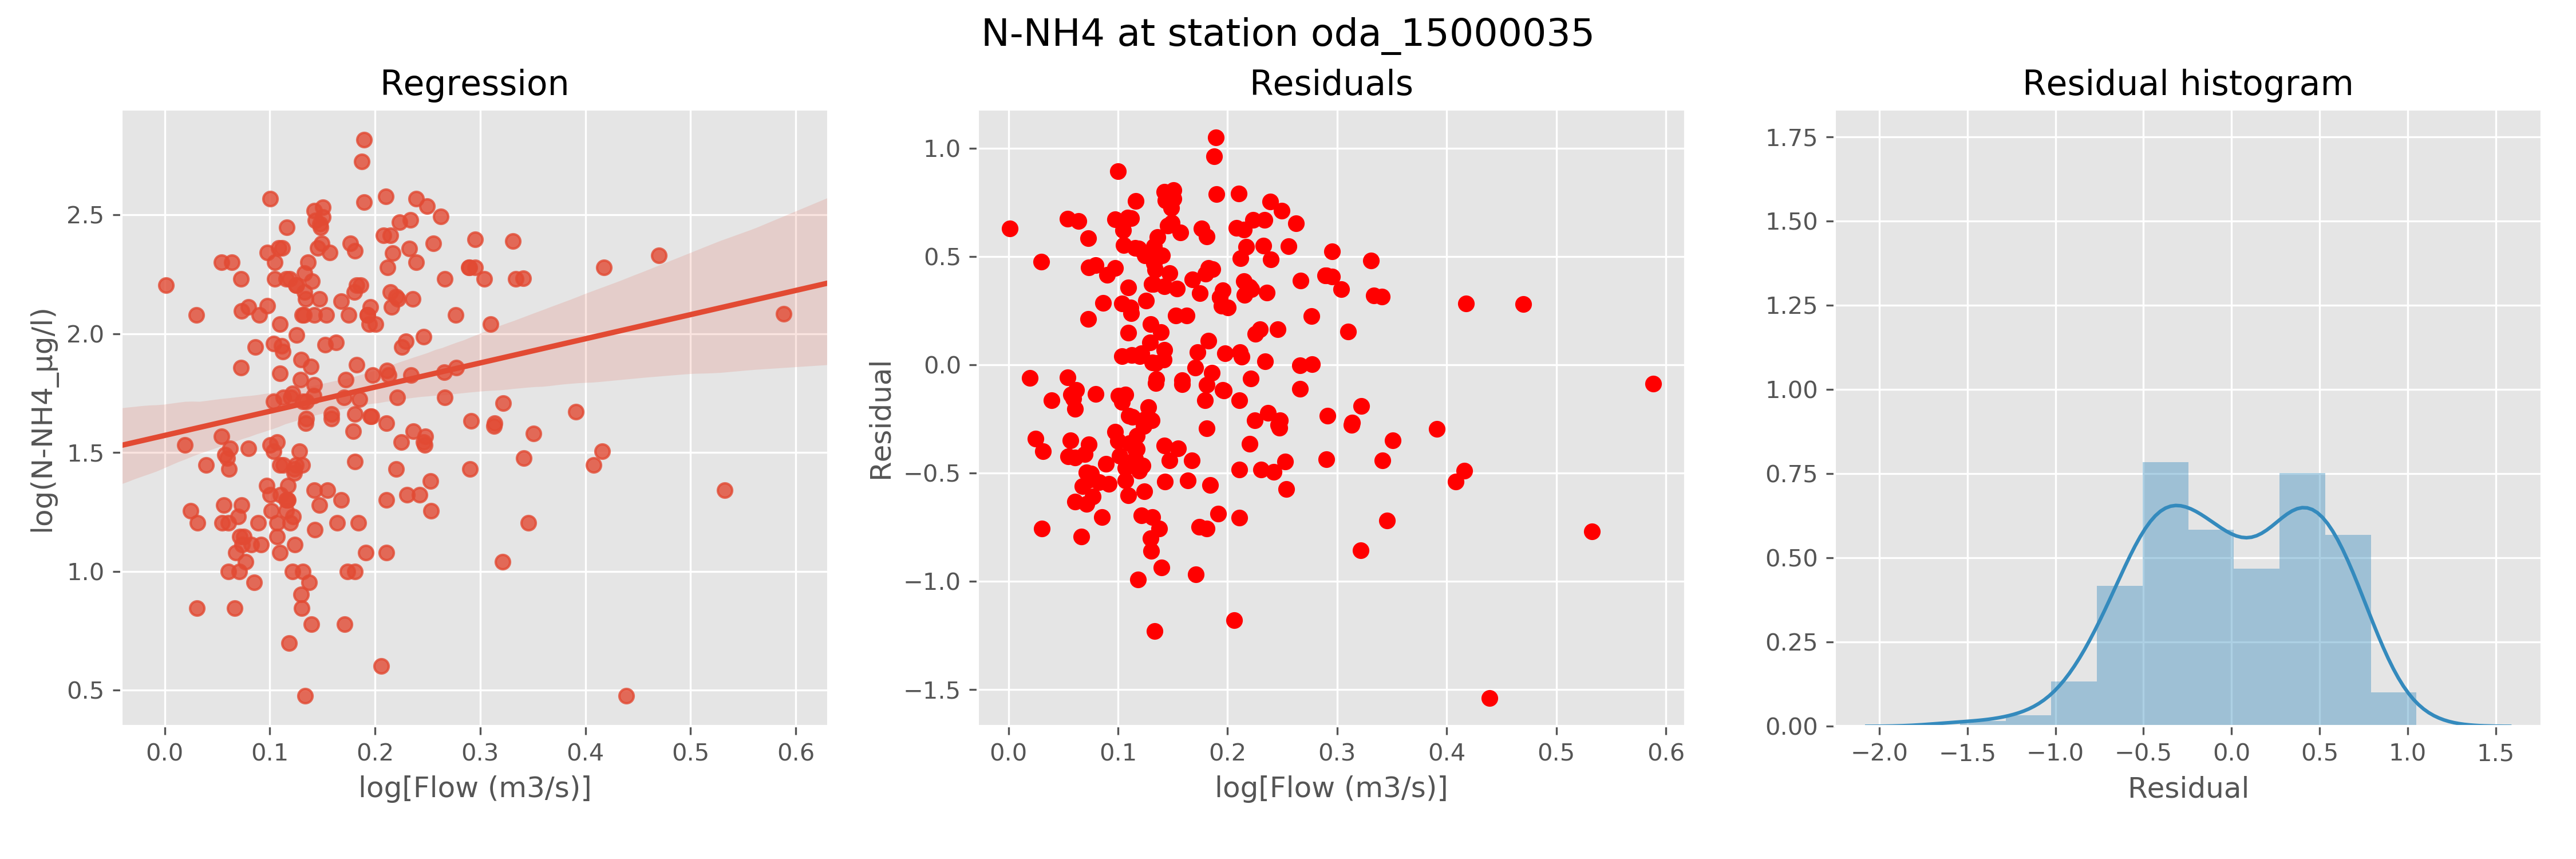 N-NH4 at station oda_15000035
Regression
log(N-NH4_µg/l)
2.5
2.0
1.5
1.0
0.5
0.0 0.1 0.2 0.3 0.4 0.5 0.6
log[Flow (m3/s)]
Residuals
Residual
1.0
0.5
0.0
−0.5
−1.0
−1.5
0.0 0.1 0.2 0.3 0.4 0.5 0.6
log[Flow (m3/s)]
Residual histogram
1.75
1.50
1.25
1.00
0.75
0.50
0.25
0.00
−2.0 −1.5 −1.0 −0.5 0.0 0.5 1.0 1.5
Residual